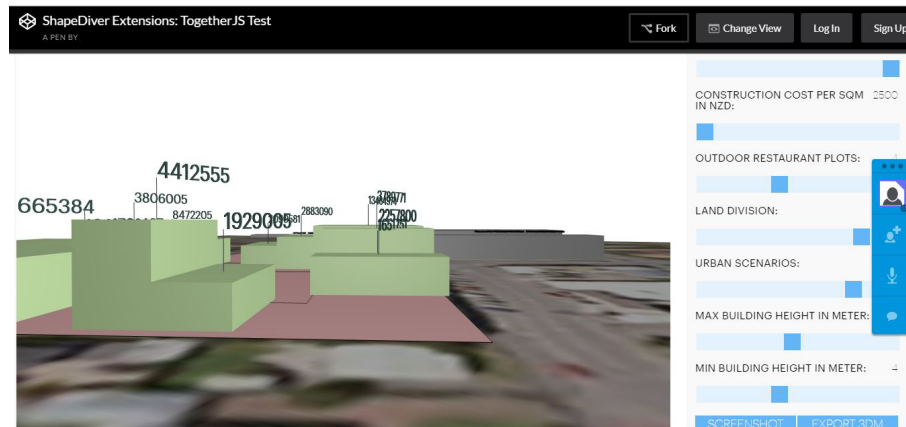 ShapeDiver Extensions: TogetherJS Test
A PEN BY
Fork
Change View
Log In
Sign Up
4412555
3806005
665384
8472205
2883090
CONSTRUCTION COST PER SQM 2500
IN NZD:
OUTDOOR RESTAURANT PLOTS:
LAND DIVISION:
URBAN SCENARIOS:
MAX BUILDING HEIGHT IN METER:
MIN BUILDING HEIGHT IN METER: 4
SCREENSHOT
EXPORT 3DM